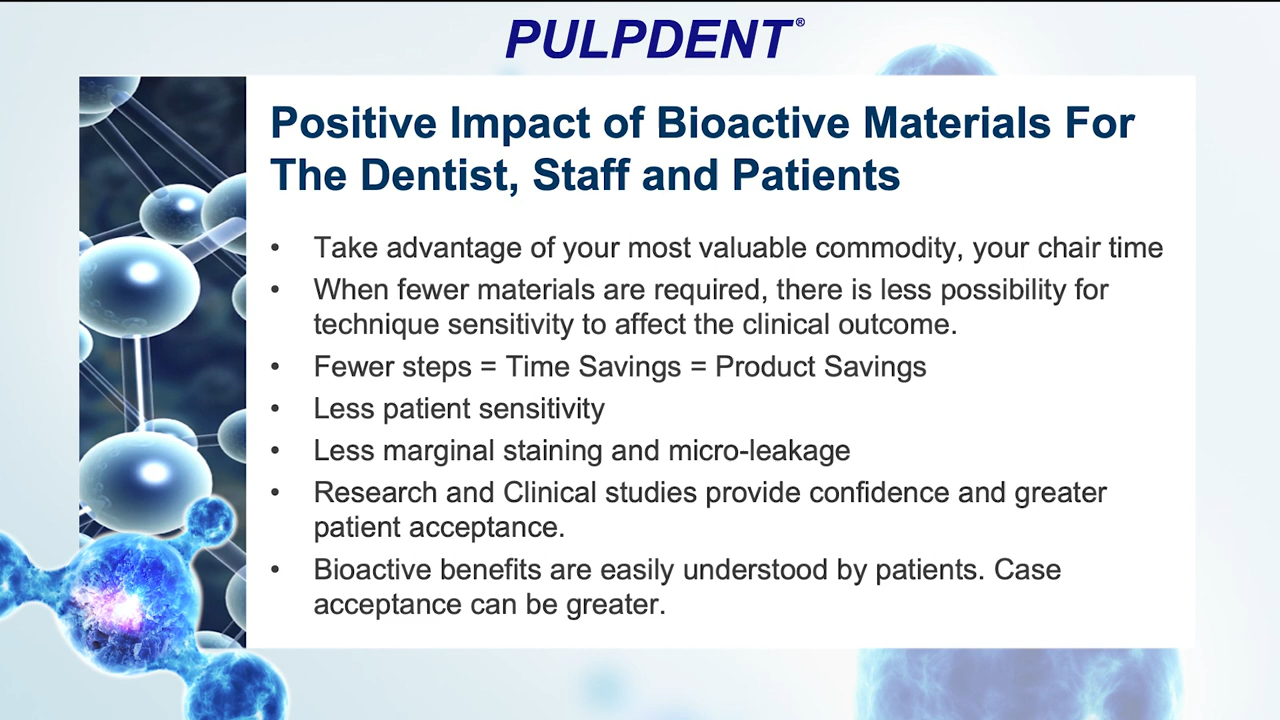 PULPDENT®
Positive Impact of Bioactive Materials For
The Dentist, Staff and Patients
• Take advantage of your most valuable commodity, your chair time
• When fewer materials are required, there is less possibility for
technique sensitivity to affect the clinical outcome.
• Fewer steps = Time Savings = Product Savings
• Less patient sensitivity
• Less marginal staining and micro-leakage
• Research and Clinical studies provide confidence and greater
patient acceptance.
• Bioactive benefits are easily understood by patients. Case
acceptance can be greater.